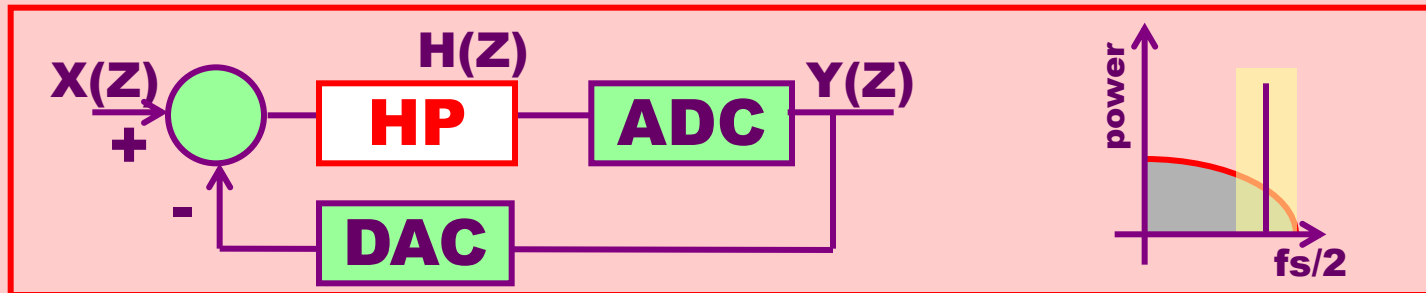 X(Z)
+
-
H(Z)
HP
ADC
Y(Z)
DAC
power
fs/2